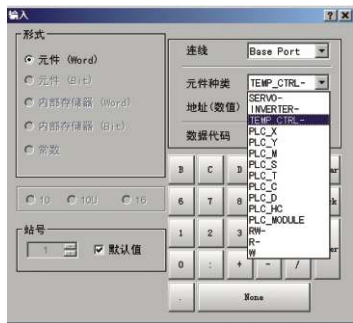 输入
形式
元件 (Word)
元件 (Bit)
内部存储器 (Word)
内部存储器 (Bit)
常数
10 10U 16
站号
1 默认值
连线 Base Port
元件种类 TEMP_CTRL-
地址(数值)
数据代码
SERVO-
INVERTER-
TEMP_CTRL-
PLC_X
PLC_Y
PLC_M
PLC_S
PLC_T
PLC_C
PLC_D
PLC_HC
PLC_MODULE
RW-
R-
W
B C D
6 7 8
1 2 3
0 : + - /
. None